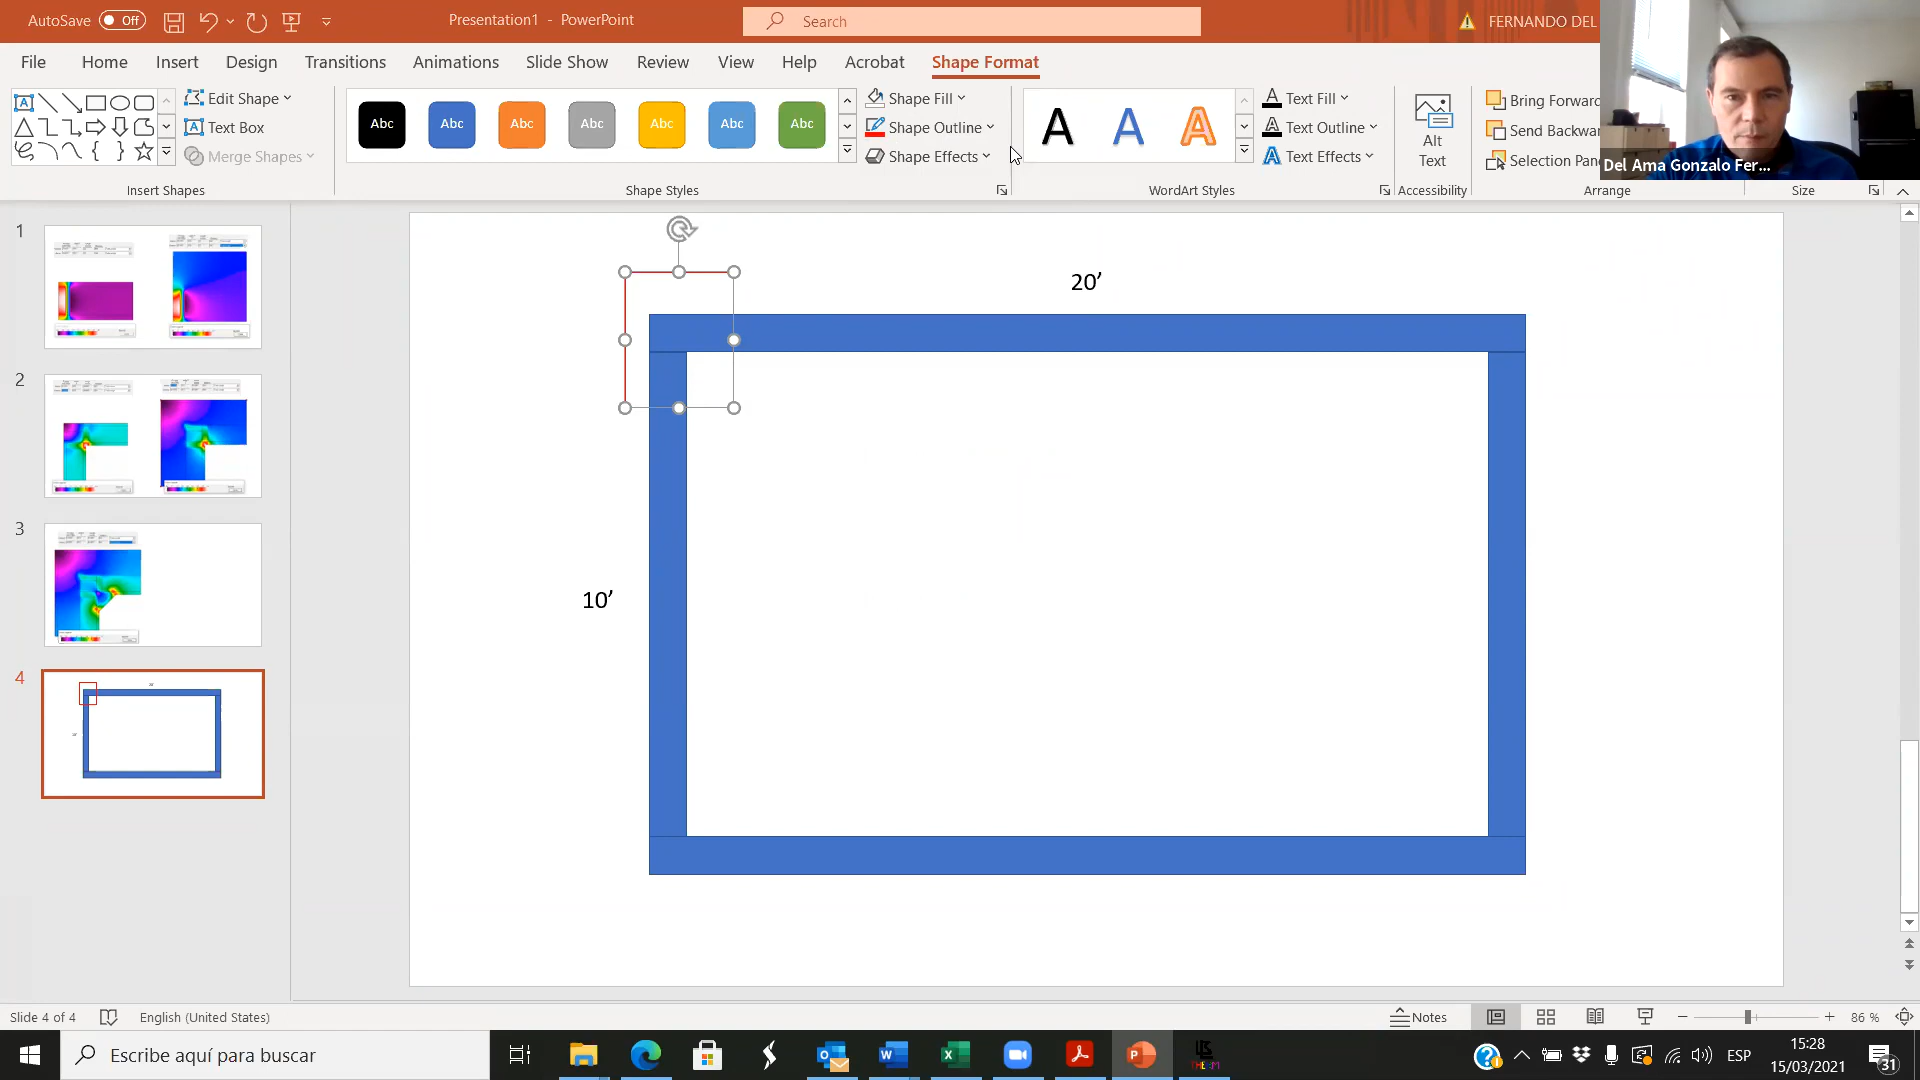 AutoSave Off
Presentation1 - PowerPoint
Search
FERNANDO DEL
File Home Insert Design Transitions Animations Slide Show Review View Help Acrobat Shape Format
Edit Shape
Text Box
Merge Shapes
Insert Shapes
Abc Abc Abc Abc Abc Abc Abc
Shape Fill
Shape Outline
Shape Effects
Shape Styles
A A A
Text Fill
Text Outline
Text Effects
WordArt Styles
Alt
Text
Accessibility
Bring Forward
Send Backwa
Selection Pan
Arrange
Size
Del Ama Gonzalo Fer...
1
2
3
4
20’
10’
Slide 4 of 4
English (United States)
Notes
86 %
Escribe aquí para buscar
THERM
ESP
15:28
15/03/2021
31